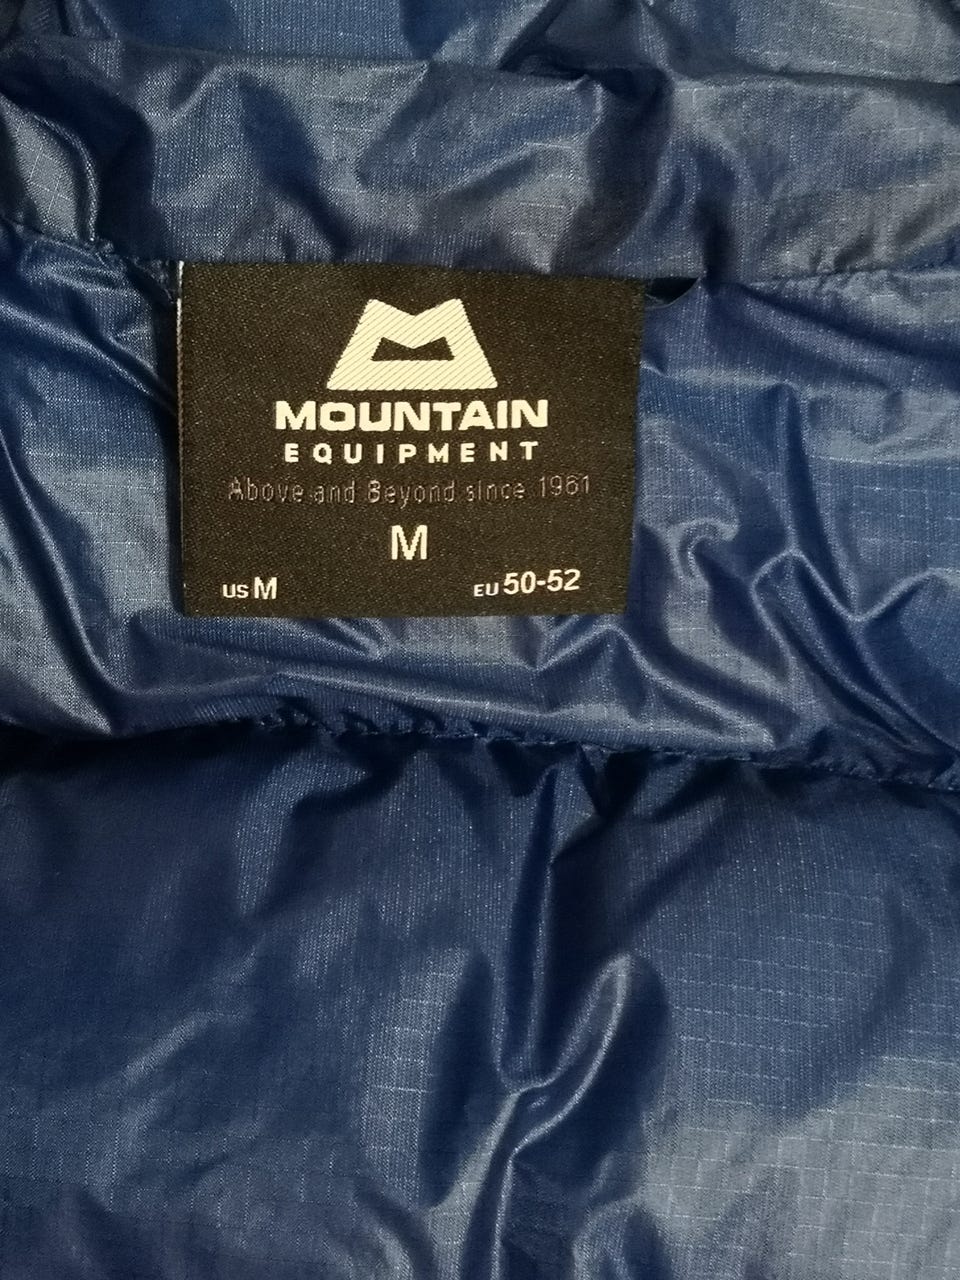 MOUNTAIN
EQUIPMENT
Above and Beyond since 1961
M
US M
EU 50-52